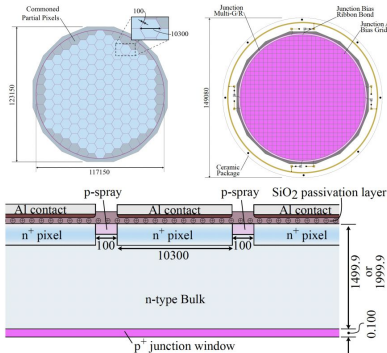 Commoned
Partial Pixels
100
10300
121150
117150
Junction
Multi-G/R
Junction Bias
Ribbon Bond
Junction
Bias Grid
149080
Ceramic
Package
p-spray
p-spray
SiO2 passivation layer
Al contact
Al contact
Al contact
n+ pixel
n+ pixel
n+ pixel
100
100
10300
n-type Bulk
1499.9
or
1999.9
0.100
p+ junction window